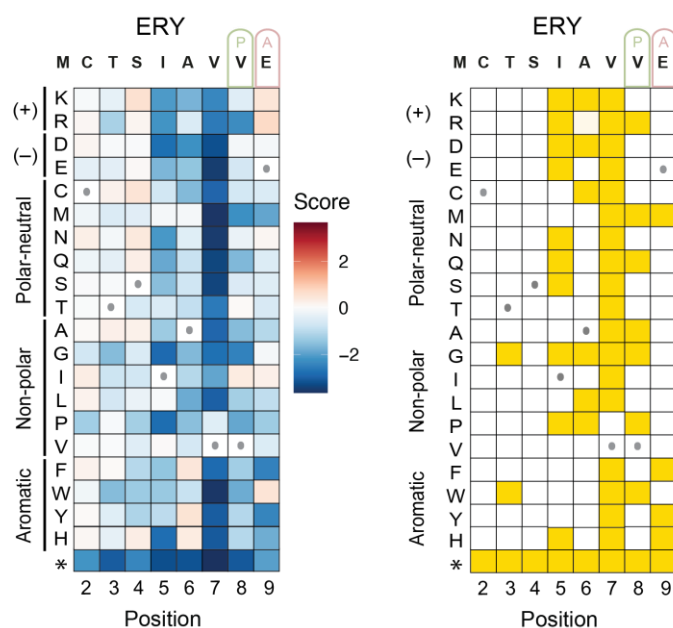 ERY
P A
M C T S I A V V E
(+)
K
R
(−)
D
E
Polar-neutral
C
M
N
Q
S
T
Non-polar
A
G
I
L
P
V
Aromatic
F
W
Y
H
*
2 3 4 5 6 7 8 9
Position
Score
2
0
−2
ERY
P A
M C T S I A V V E
(+)
K
R
(−)
D
E
Polar-neutral
C
M
N
Q
S
T
Non-polar
A
G
I
L
P
V
Aromatic
F
W
Y
H
*
2 3 4 5 6 7 8 9
Position